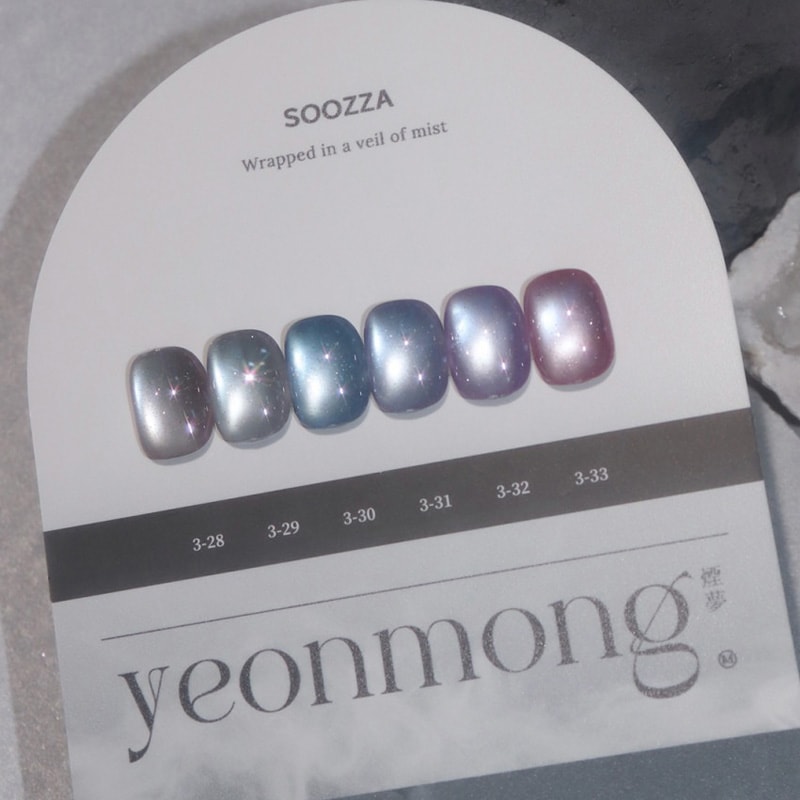 SOOZZA
Wrapped in a veil of mist
3-28 3-29 3-30 3-31 3-32 3-33
yeonmong
煙夢
M